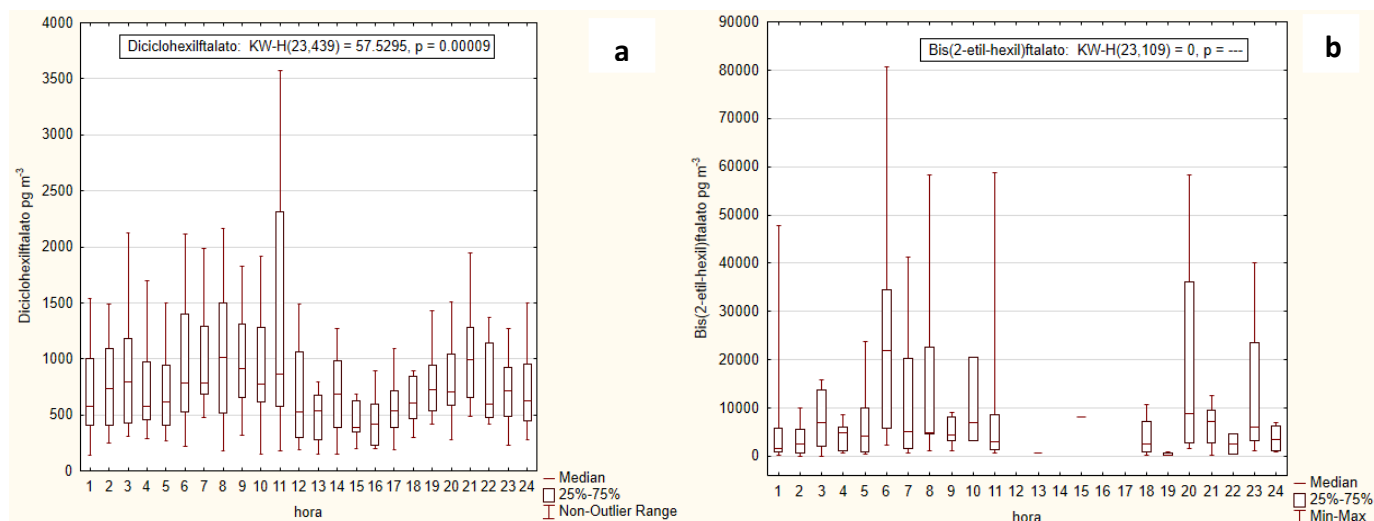 4000
3500
3000
2500
2000
1500
1000
500
0
Diciclohexilftalato pg m⁻³
Diciclohexilftalato: KW-H(23,439) = 57.5295, p = 0.00009
a
1 2 3 4 5 6 7 8 9 10 11 12 13 14 15 16 17 18 19 20 21 22 23 24
hora
Median
25%-75%
Non-Outlier Range
90000
80000
70000
60000
50000
40000
30000
20000
10000
0
Bis(2-etil-hexil)ftalato pg m⁻³
Bis(2-etil-hexil)ftalato: KW-H(23,109) = 0, p = ---
b
1 2 3 4 5 6 7 8 9 10 11 12 13 14 15 16 17 18 19 20 21 22 23 24
hora
Median
25%-75%
Min-Max